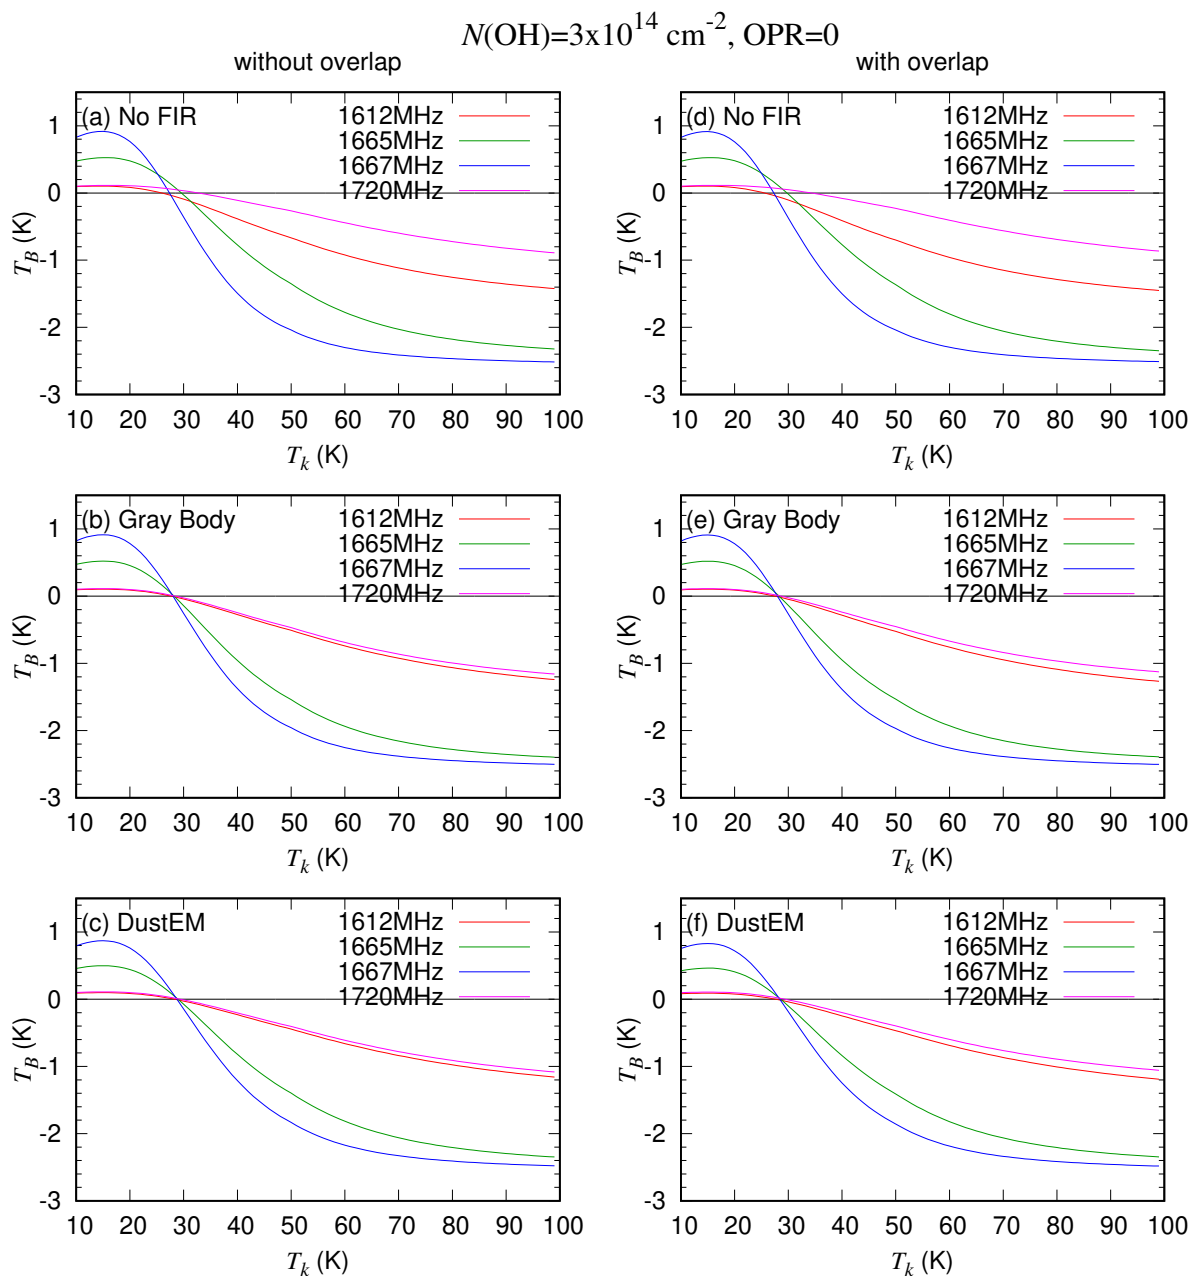 N(OH)=3x10^14 cm^-2, OPR=0
without overlap
with overlap
(a) No FIR
1612MHz
1665MHz
1667MHz
1720MHz
1
0
-1
-2
-3
T_B (K)
10 20 30 40 50 60 70 80 90 100
T_k (K)
(d) No FIR
1612MHz
1665MHz
1667MHz
1720MHz
1
0
-1
-2
-3
T_B (K)
10 20 30 40 50 60 70 80 90 100
T_k (K)
(b) Gray Body
1612MHz
1665MHz
1667MHz
1720MHz
1
0
-1
-2
-3
T_B (K)
10 20 30 40 50 60 70 80 90 100
T_k (K)
(e) Gray Body
1612MHz
1665MHz
1667MHz
1720MHz
1
0
-1
-2
-3
T_B (K)
10 20 30 40 50 60 70 80 90 100
T_k (K)
(c) DustEM
1612MHz
1665MHz
1667MHz
1720MHz
1
0
-1
-2
-3
T_B (K)
10 20 30 40 50 60 70 80 90 100
T_k (K)
(f) DustEM
1612MHz
1665MHz
1667MHz
1720MHz
1
0
-1
-2
-3
T_B (K)
10 20 30 40 50 60 70 80 90 100
T_k (K)